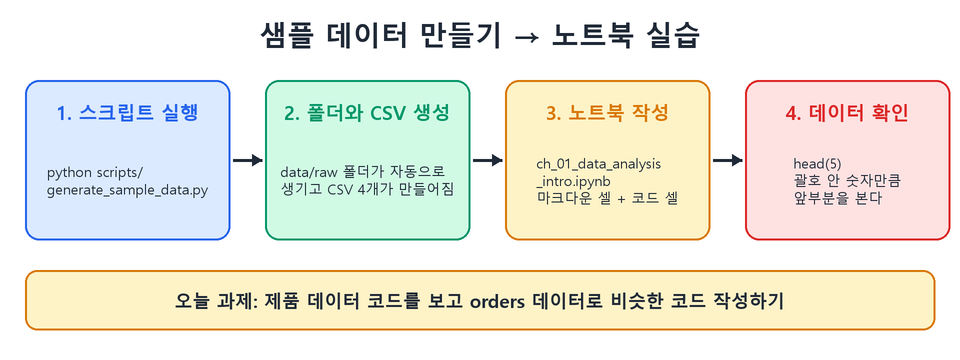 샘플 데이터 만들기 → 노트북 실습
1. 스크립트 실행
python scripts/
generate_sample_data.py
2. 폴더와 CSV 생성
data/raw 폴더가 자동으로
생기고 CSV 4개가 만들어짐
3. 노트북 작성
ch_01_data_analysis
_intro.ipynb
마크다운 셀 + 코드 셀
4. 데이터 확인
head(5)
괄호 안 숫자만큼
앞부분을 본다
오늘 과제: 제품 데이터 코드를 보고 orders 데이터로 비슷한 코드 작성하기